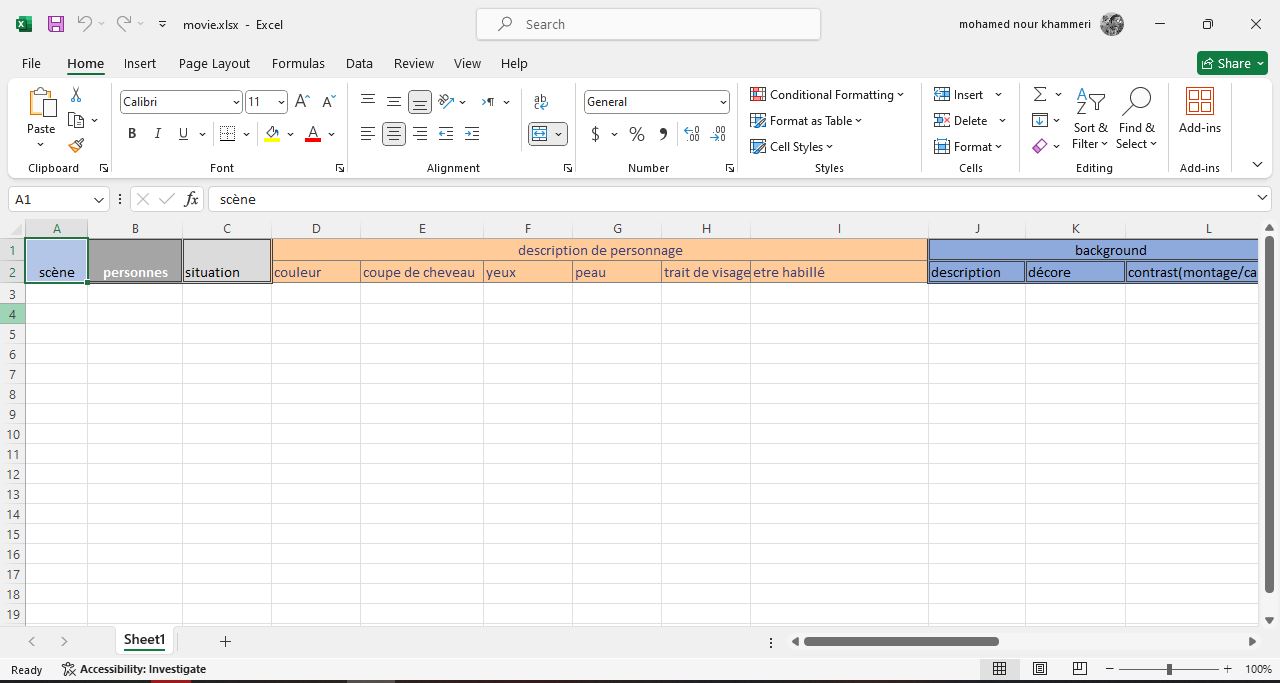 movie.xlsx - Excel
Search
mohamed nour khammeri
File Home Insert Page Layout Formulas Data Review View Help
Share
Paste
Calibri 11
B I U A
ab
General
$ % 9
Conditional Formatting
Format as Table
Cell Styles
Insert
Delete
Format
Sort & Filter
Find & Select
Add-ins
Clipboard Font Alignment Number Styles Cells Editing Add-ins
A1 fx scène
A B C D E F G H I J K L
1 description de personnage background
2 scène personnes situation couleur coupe de cheveau yeux peau trait de visage etre habillé description décore contrast(montage/ca
3
4
5
6
7
8
9
10
11
12
13
14
15
16
17
18
19
Sheet1
Ready Accessibility: Investigate 100%